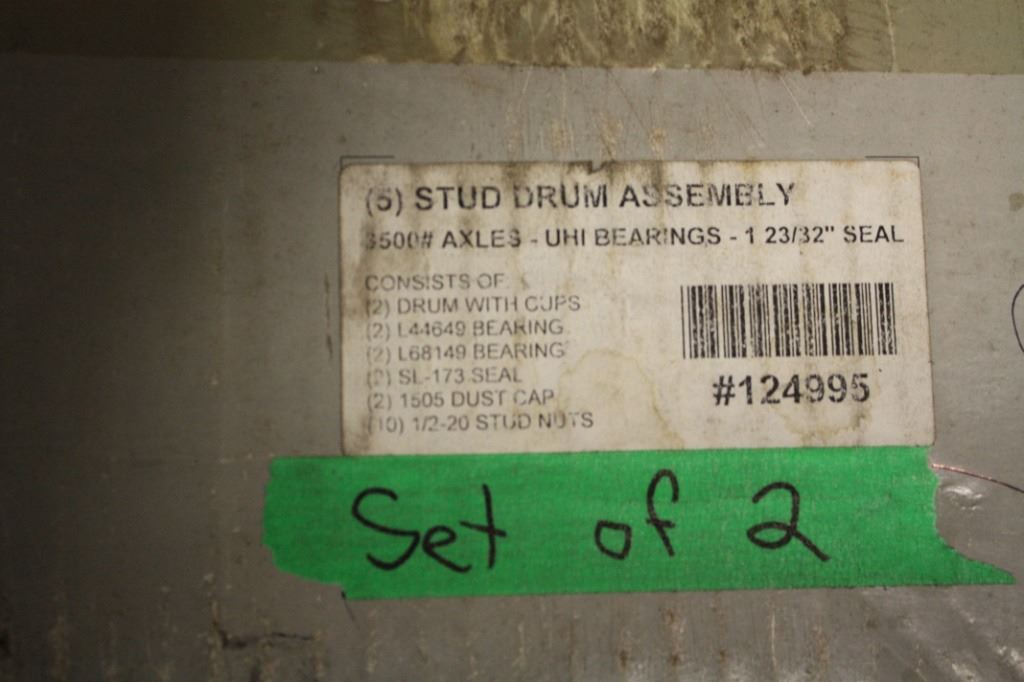 (5) STUD DRUM ASSEMBLY
3500# AXLES - UHI BEARINGS - 1 23/32" SEAL
CONSISTS OF
(2) DRUM WITH CUPS
(2) L44649 BEARING
(2) L68149 BEARING
(2) SL-173 SEAL
(2) 1505 DUST CAP
(10) 1/2-20 STUD NUTS
#124995
Set of 2